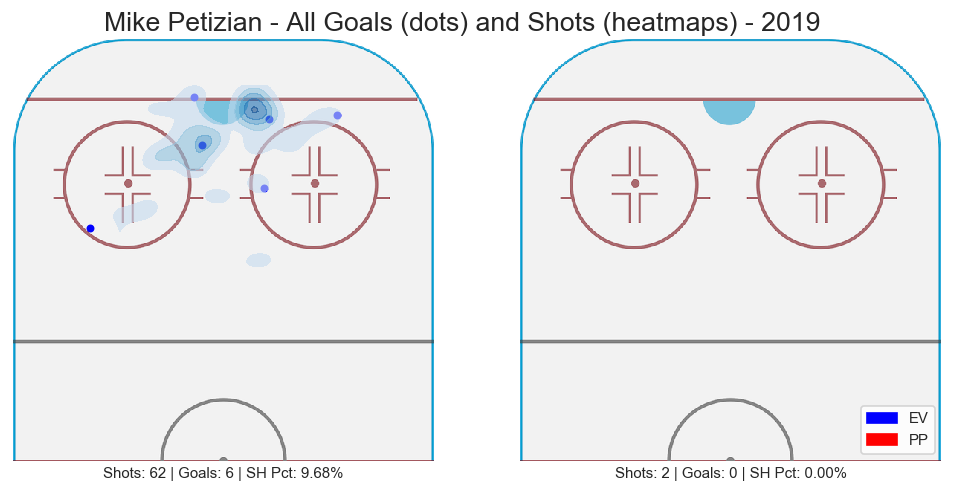 Mike Petizian - All Goals (dots) and Shots (heatmaps) - 2019
EV
PP
Shots: 62 | Goals: 6 | SH Pct: 9.68%
Shots: 2 | Goals: 0 | SH Pct: 0.00%